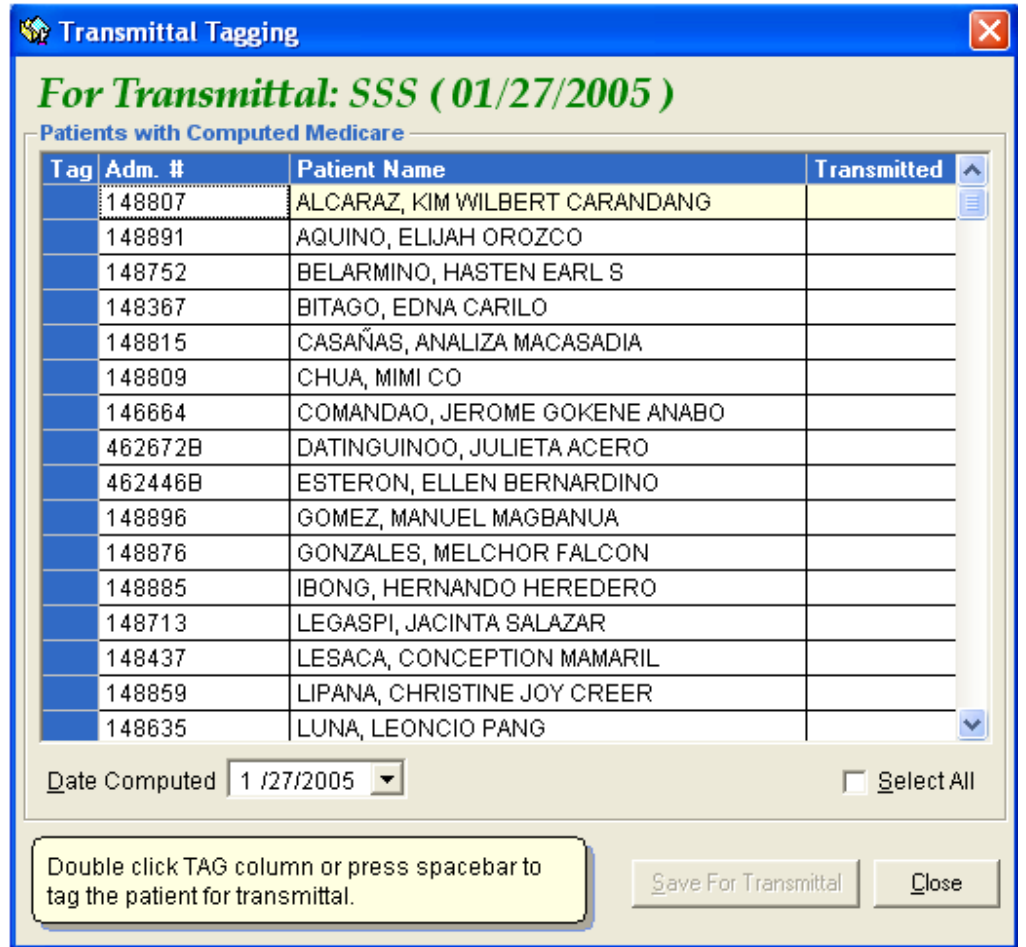 Transmittal Tagging
For Transmittal: SSS ( 01/27/2005 )
Patients with Computed Medicare
Tag Adm. # Patient Name Transmitted
148807 ALCARAZ, KIM WILBERT CARANDANG
148891 AQUINO, ELIJAH OROZCO
148752 BELARMINO, HASTEN EARL S
148367 BITAGO, EDNA CARILO
148815 CASAÑAS, ANALIZA MACASADIA
148809 CHUA, MIMI CO
146664 COMANDAO, JEROME GOKENE ANABO
462672B DATINGUINOO, JULIETA ACERO
462446B ESTERON, ELLEN BERNARDINO
148896 GOMEZ, MANUEL MAGBANUA
148876 GONZALES, MELCHOR FALCON
148885 IBONG, HERNANDO HEREDERO
148713 LEGASPI, JACINTA SALAZAR
148437 LESACA, CONCEPTION MAMARIL
148859 LIPANA, CHRISTINE JOY CREER
148635 LUNA, LEONCIO PANG
Date Computed 1 /27/2005 Select All
Double click TAG column or press spacebar to
tag the patient for transmittal.
Save For Transmittal Close